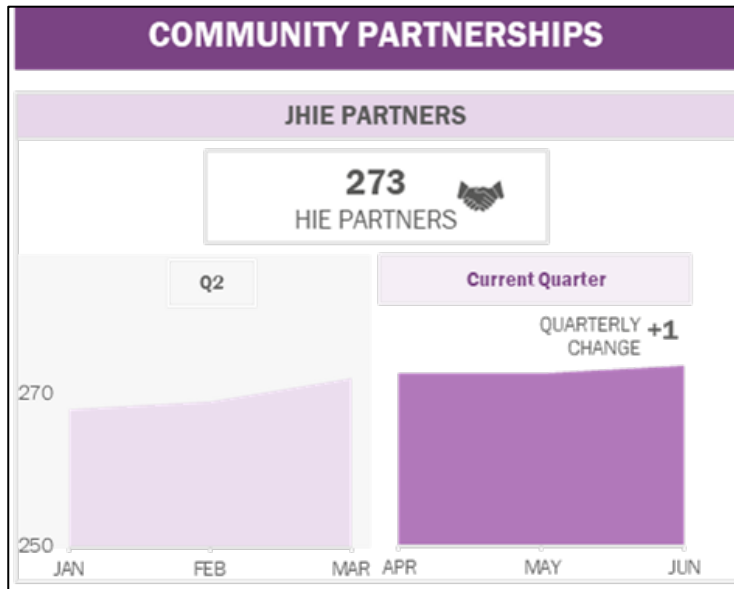 COMMUNITY PARTNERSHIPS
JHIE PARTNERS
273
HIE PARTNERS
Q2
270
250
JAN FEB MAR
Current Quarter
QUARTERLY +1
CHANGE
APR MAY JUN